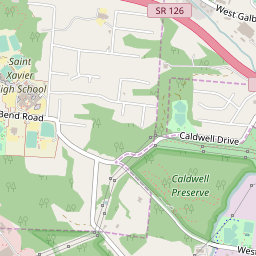 SR 126
West Galb
Saint
Xavier
High School
Bend Road
Caldwell Drive
Caldwell
Preserve
West